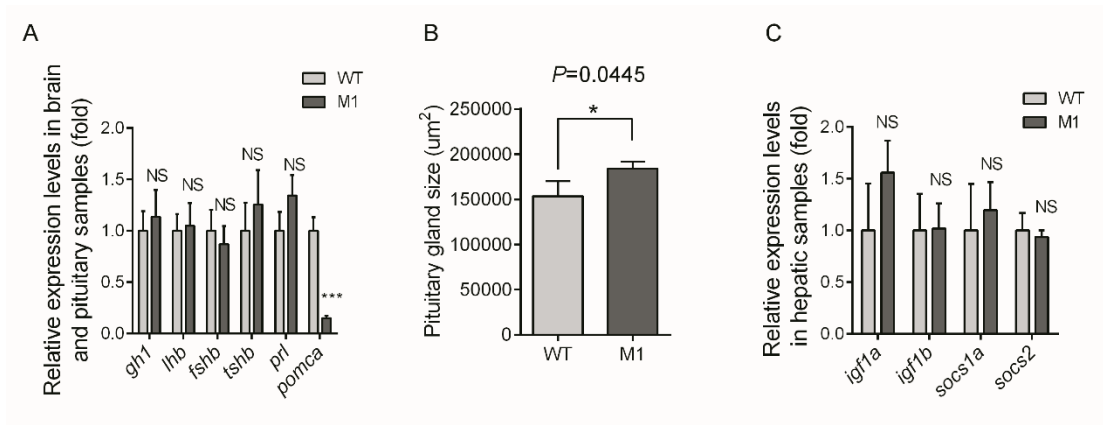 A
Relative expression levels in brain
and pituitary samples (fold)
WT
M1
2.0
1.5
1.0
0.5
0.0
NS
NS
NS
NS
NS
***
gh1
lhb
fshb
tshb
prl
pomca
B
P=0.0445
*
Pituitary gland size (um²)
250000
200000
150000
100000
50000
0
WT
M1
C
Relative expression levels
in hepatic samples (fold)
WT
M1
2.0
1.5
1.0
0.5
0.0
NS
NS
NS
NS
igf1a
igf1b
socs1a
socs2